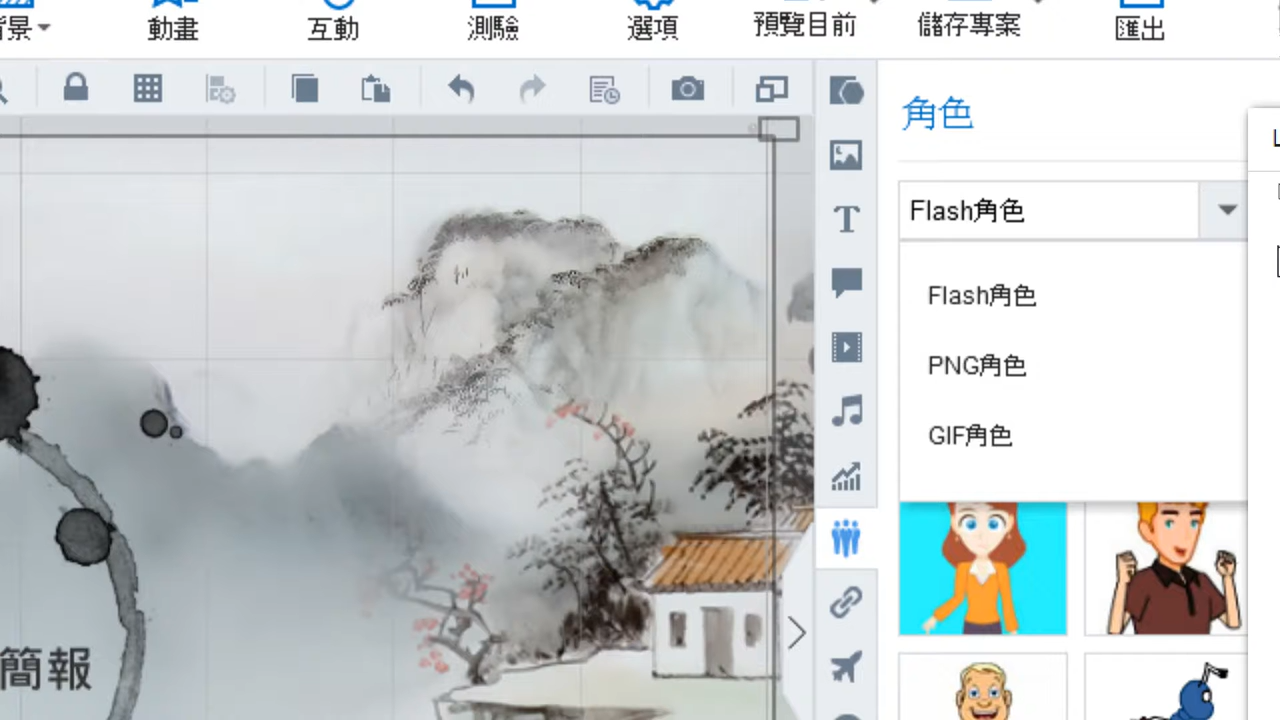 背景
動畫
互動
測驗
選項
預覽目前
儲存專案
匯出
角色
Flash角色
Flash角色
PNG角色
GIF角色
簡報